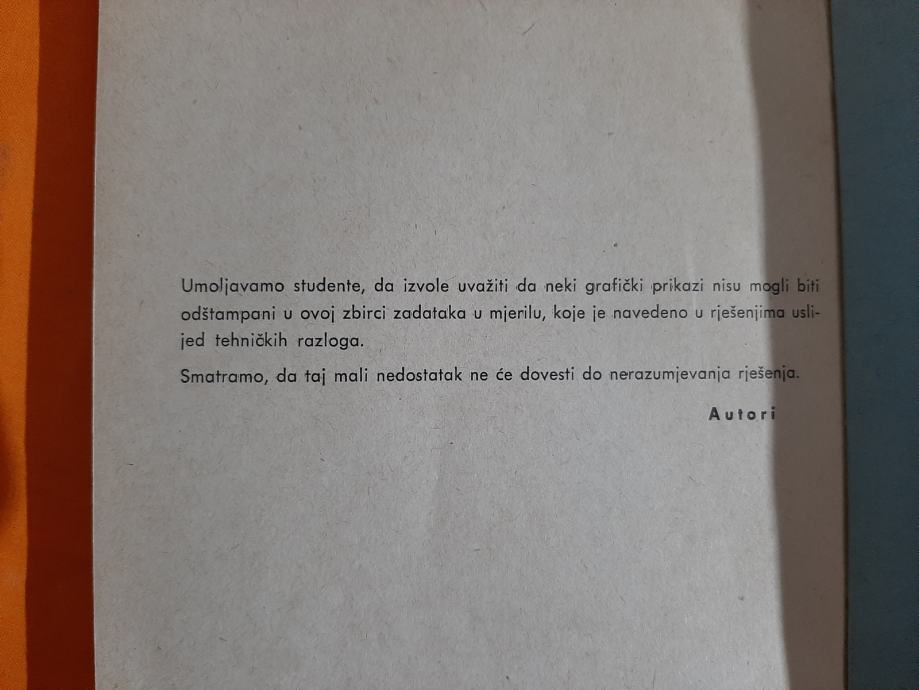 Umoljavamo studente, da izvole uvažiti da neki grafički prikazi nisu mogli biti
odštampani u ovoj zbirci zadataka u mjerilu, koje je navedeno u rješenjima usli-
jed tehničkih razloga.
Smatramo, da taj mali nedostatak ne će dovesti do nerazumjevanja rješenja.
Autori